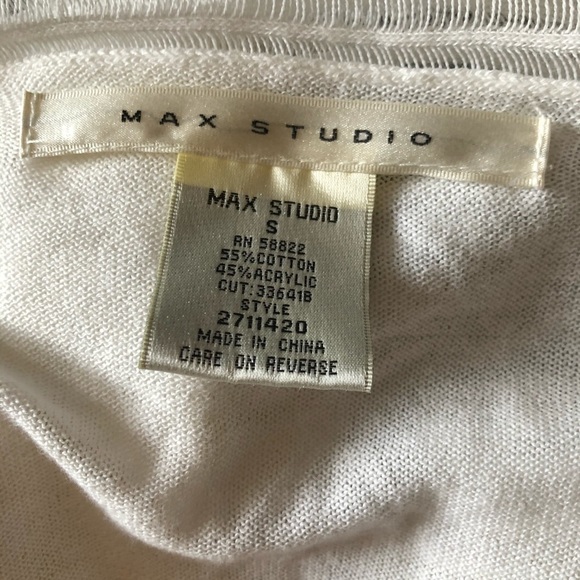 MAX STUDIO
MAX STUDIO
S
RN 58822
55%COTTON
45%ACRYLIC
CUT:33641B
STYLE
2711420
MADE IN CHINA
CARE ON REVERSE